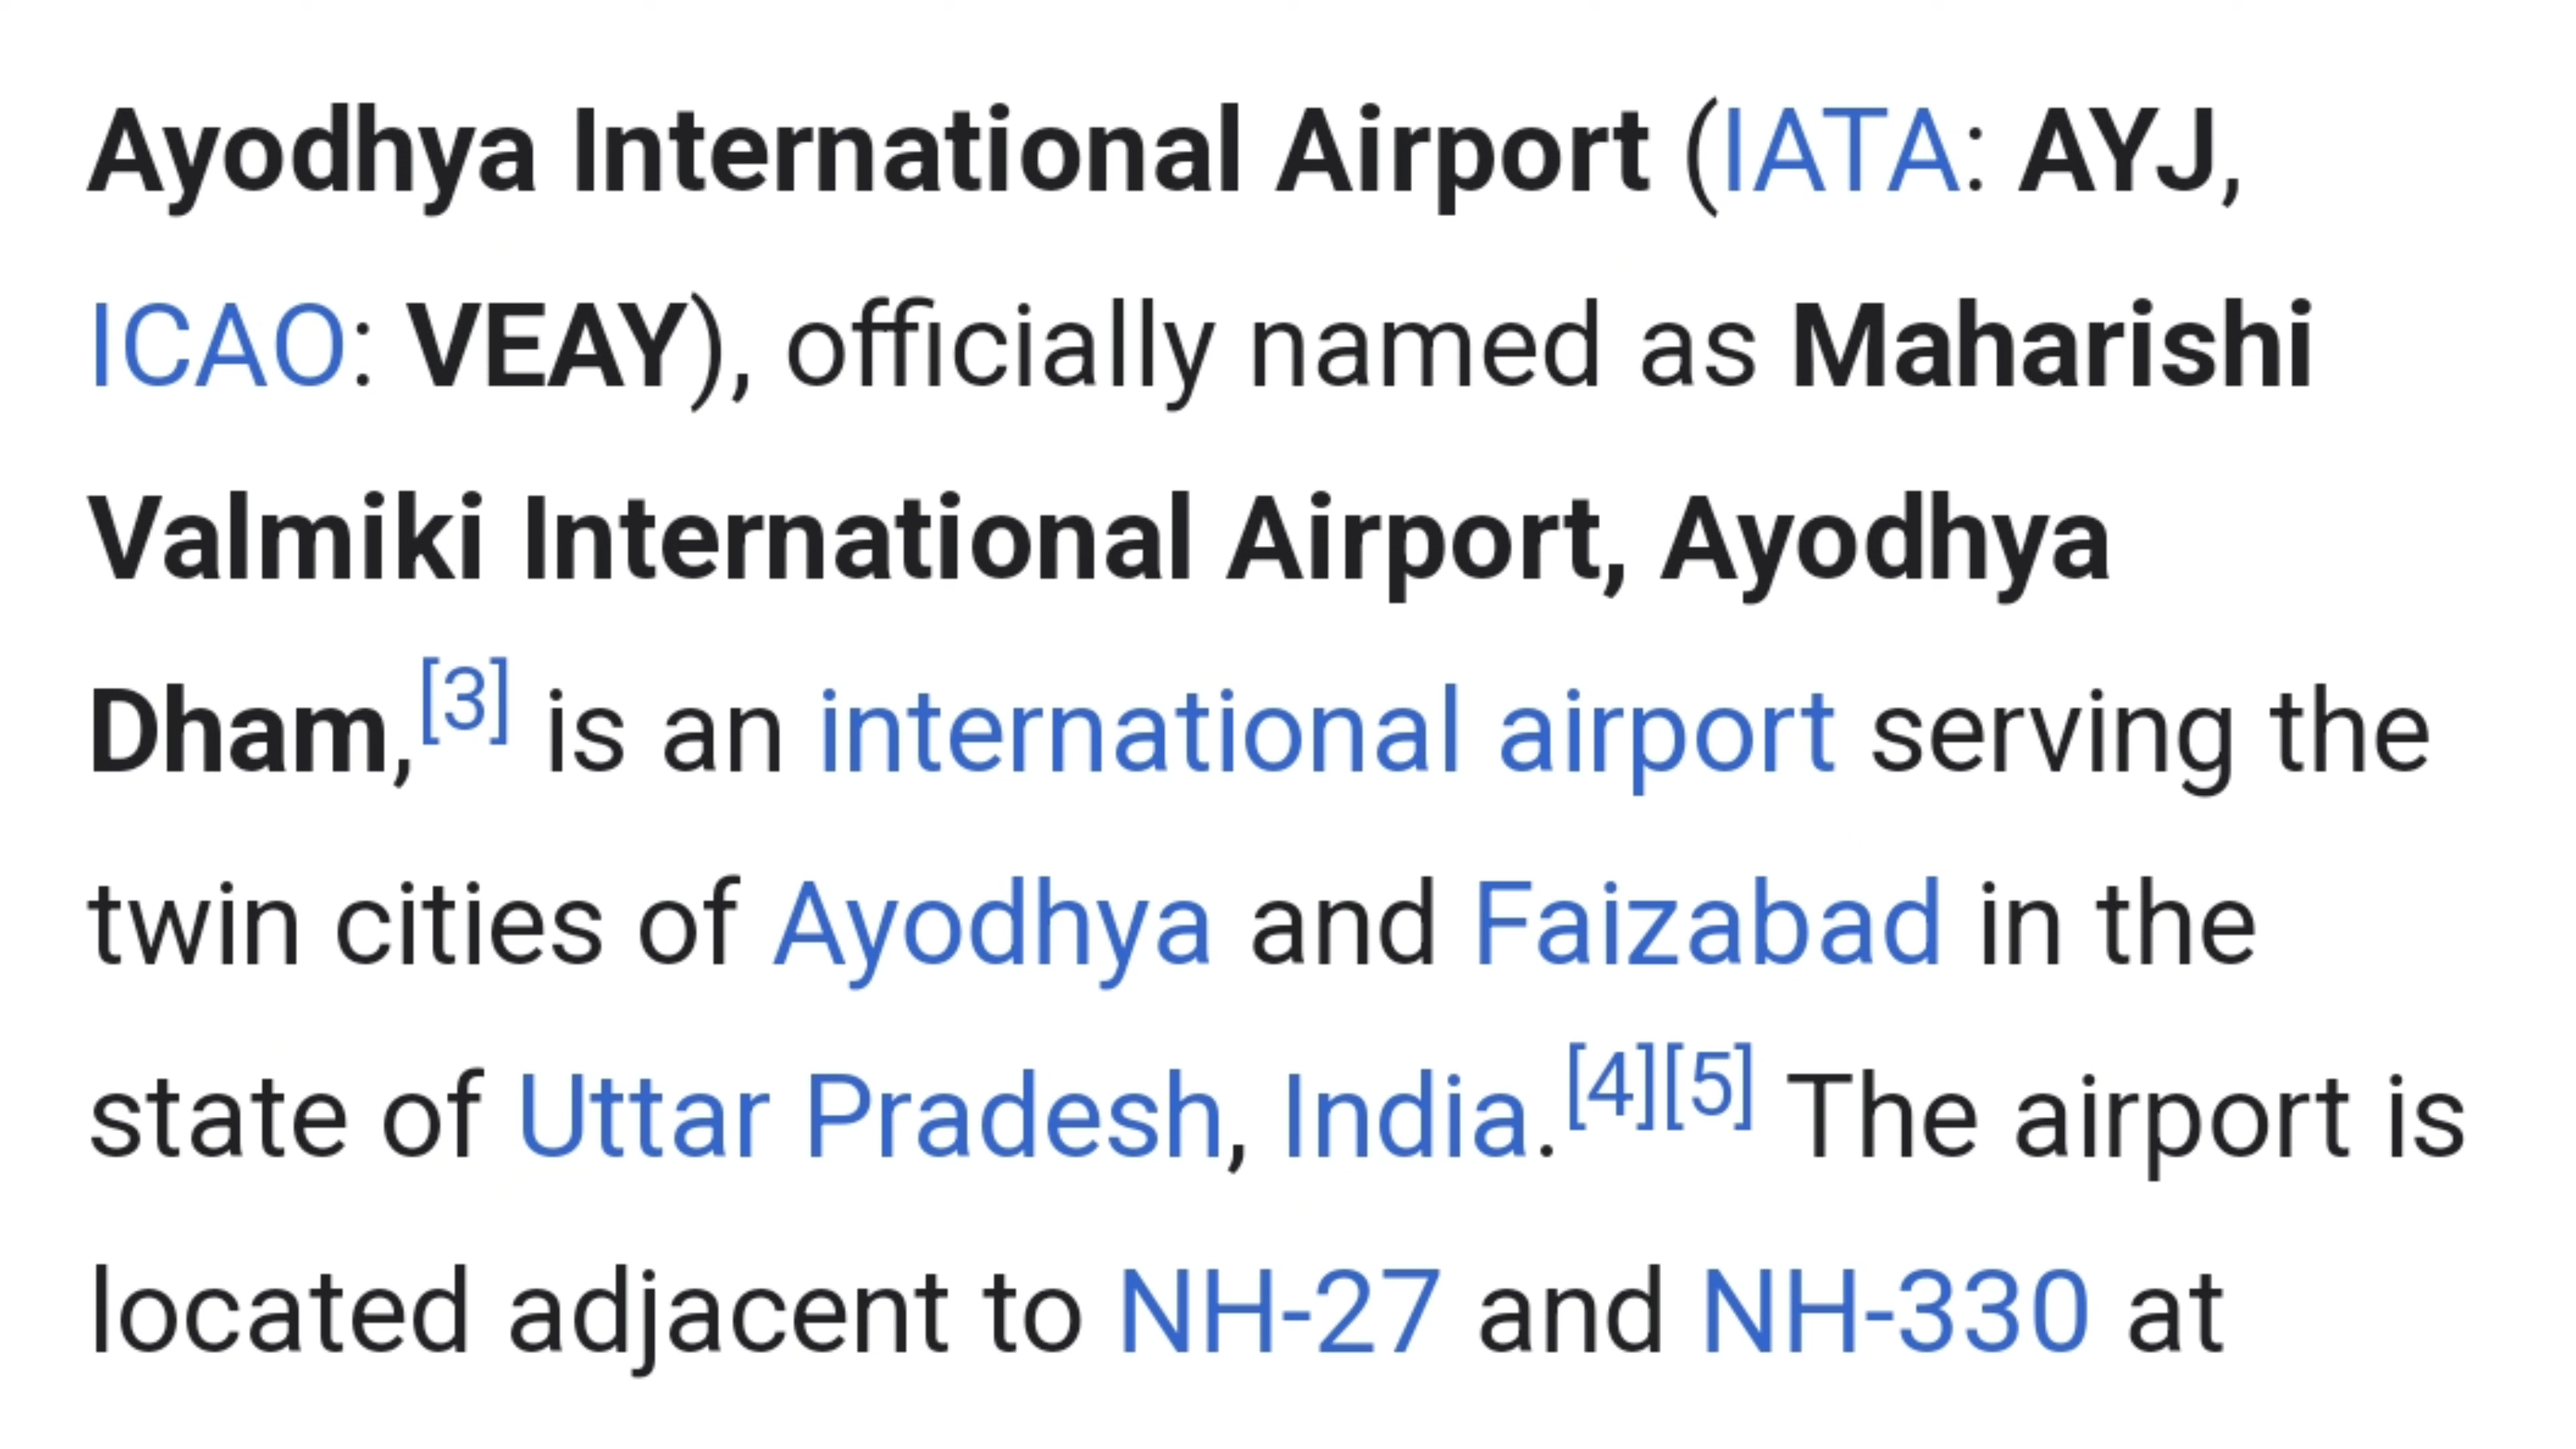 Ayodhya International Airport (IATA: AYJ,
ICAO: VEAY), officially named as Maharishi
Valmiki International Airport, Ayodhya
Dham,[3] is an international airport serving the
twin cities of Ayodhya and Faizabad in the
state of Uttar Pradesh, India.[4][5] The airport is
located adjacent to NH-27 and NH-330 at